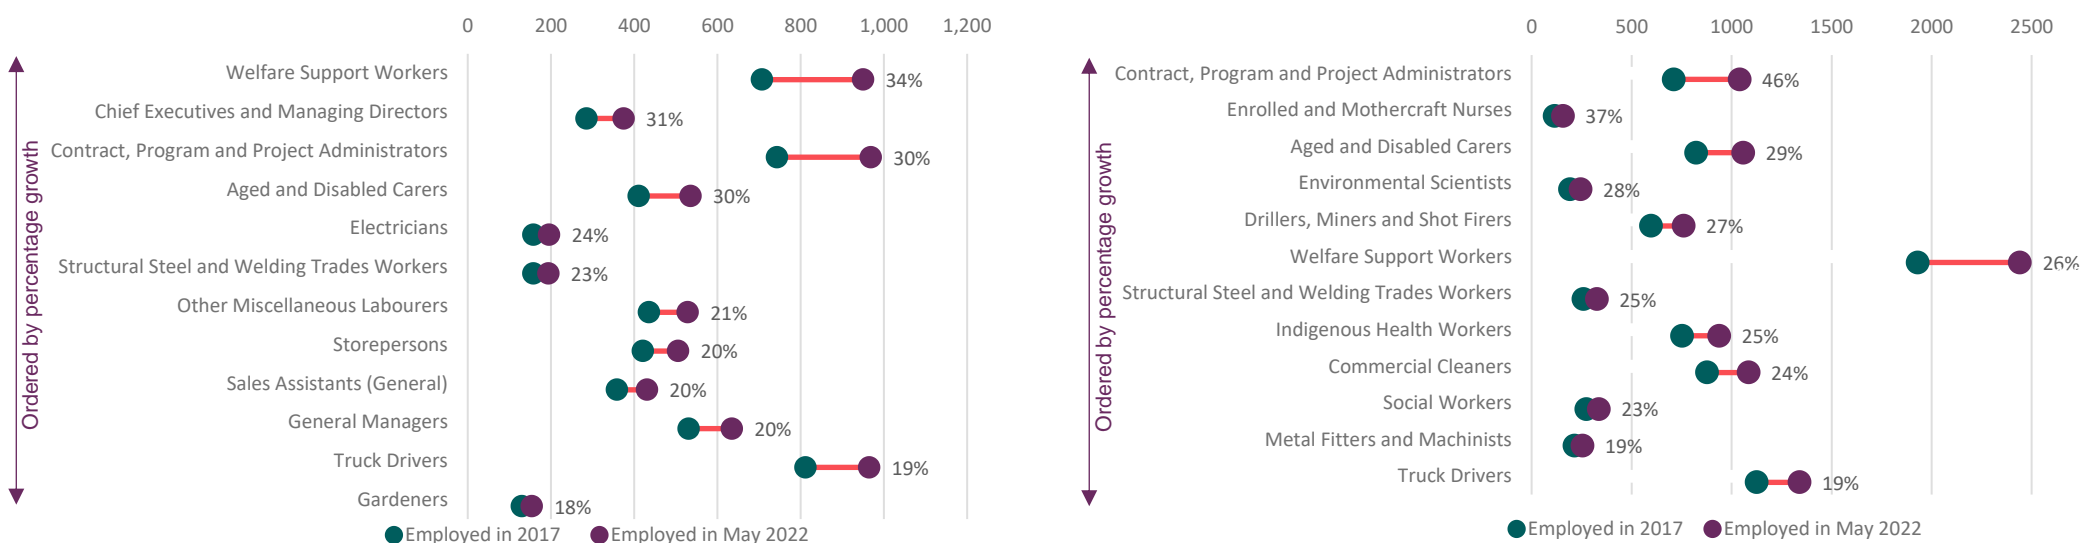 0 200 400 600 800 1,000 1,200
Ordered by percentage growth
Welfare Support Workers 34%
Chief Executives and Managing Directors 31%
Contract, Program and Project Administrators 30%
Aged and Disabled Carers 30%
Electricians 24%
Structural Steel and Welding Trades Workers 23%
Other Miscellaneous Labourers 21%
Storepersons 20%
Sales Assistants (General) 20%
General Managers 20%
Truck Drivers 19%
Gardeners 18%
Employed in 2017 Employed in May 2022
0 500 1000 1500 2000 2500
Ordered by percentage growth
Contract, Program and Project Administrators 46%
Enrolled and Mothercraft Nurses 37%
Aged and Disabled Carers 29%
Environmental Scientists 28%
Drillers, Miners and Shot Firers 27%
Welfare Support Workers 26%
Structural Steel and Welding Trades Workers 25%
Indigenous Health Workers 25%
Commercial Cleaners 24%
Social Workers 23%
Metal Fitters and Machinists 19%
Truck Drivers 19%
Employed in 2017 Employed in May 2022